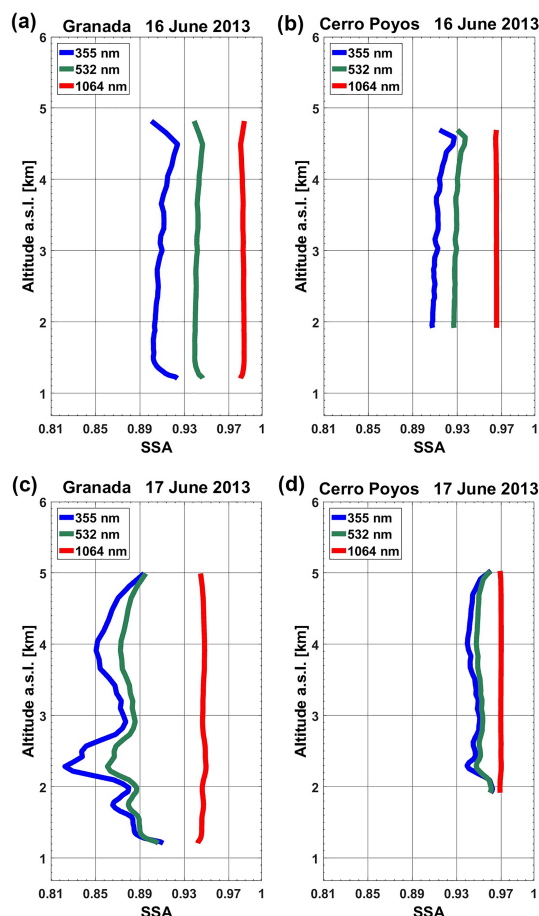 (a) Granada 16 June 2013
6
5
4
3
2
1
Altitude a.s.l. [km]
355 nm
532 nm
1064 nm
0.81 0.85 0.89 0.93 0.97 1
SSA
(b) Cerro Poyos 16 June 2013
6
5
4
3
2
1
Altitude a.s.l. [km]
355 nm
532 nm
1064 nm
0.81 0.85 0.89 0.93 0.97 1
SSA
(c) Granada 17 June 2013
6
5
4
3
2
1
Altitude a.s.l. [km]
355 nm
532 nm
1064 nm
0.81 0.85 0.89 0.93 0.97 1
SSA
(d) Cerro Poyos 17 June 2013
6
5
4
3
2
1
Altitude a.s.l. [km]
355 nm
532 nm
1064 nm
0.81 0.85 0.89 0.93 0.97 1
SSA